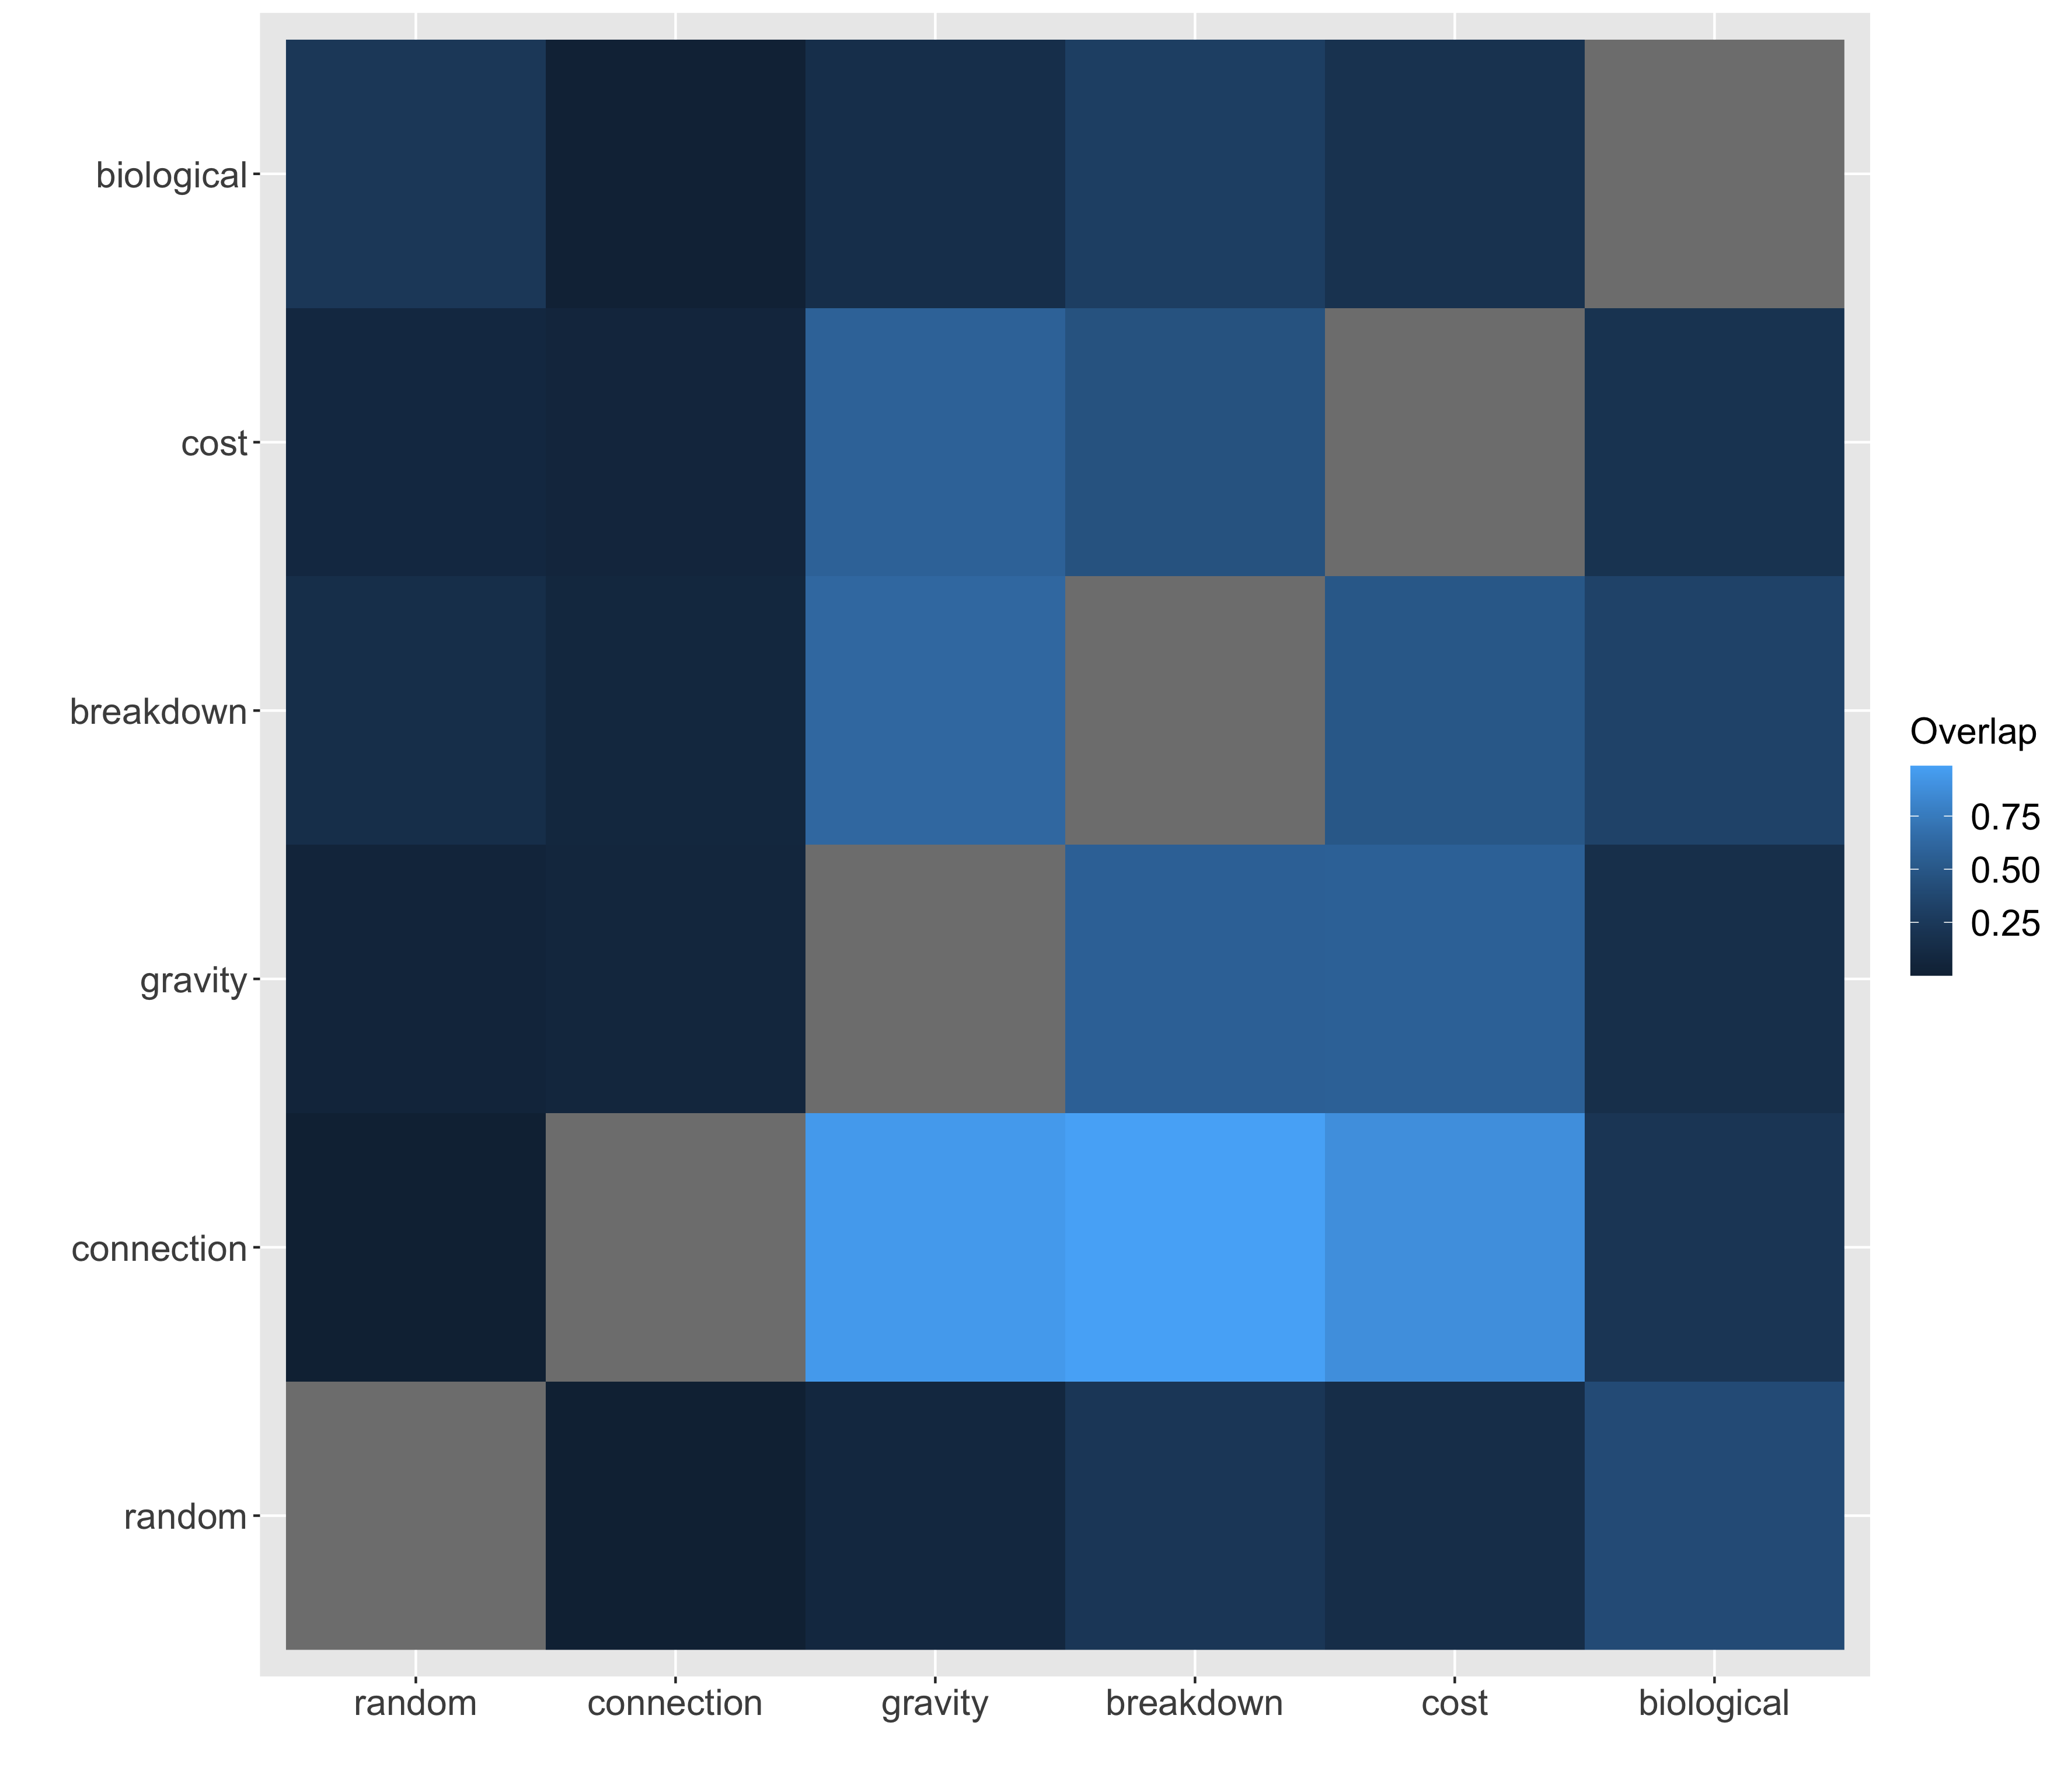 biological
cost
breakdown
gravity
connection
random
random connection gravity breakdown cost biological
Overlap
0.75
0.50
0.25